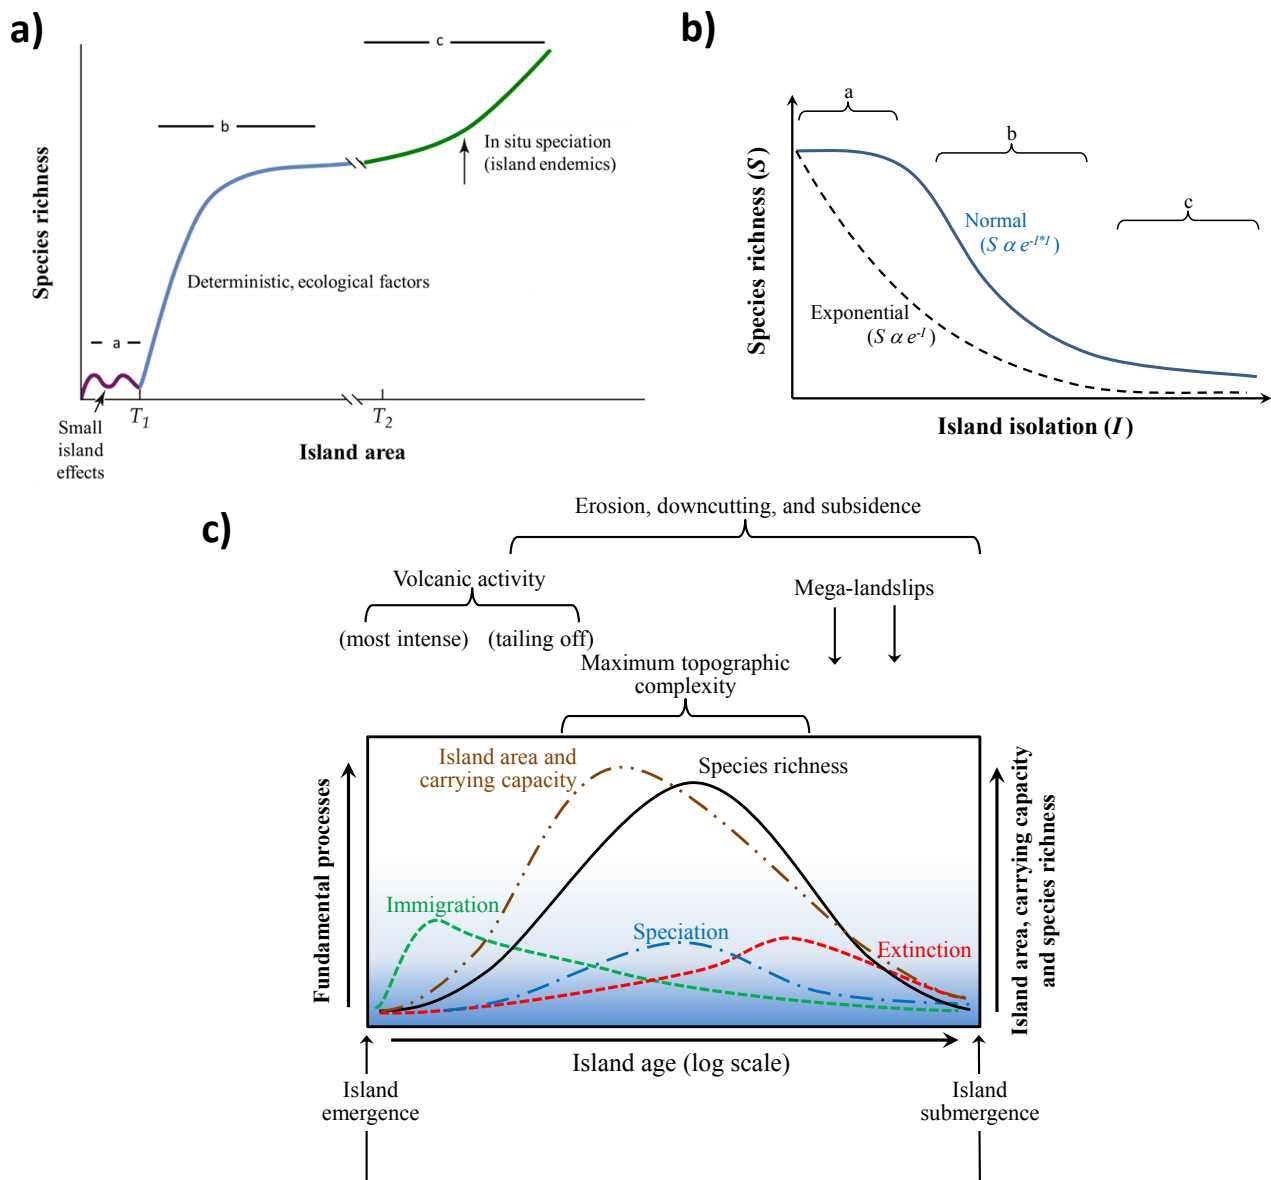 a)
c
b
In situ speciation
(island endemics)
Species richness
Deterministic, ecological factors
a
T1
T2
Small
island
effects
Island area
b)
a
b
c
Species richness (S)
Normal
(S α e-I*I)
Exponential
(S α e-I)
Island isolation (I)
c)
Erosion, downcutting, and subsidence
Volcanic activity
Mega-landslips
(most intense) (tailing off)
Maximum topographic
complexity
Island area and
carrying capacity
Species richness
Fundamental processes
Island area, carrying capacity
and species richness
Immigration
Speciation
Extinction
Island age (log scale)
Island
emergence
Island
submergence